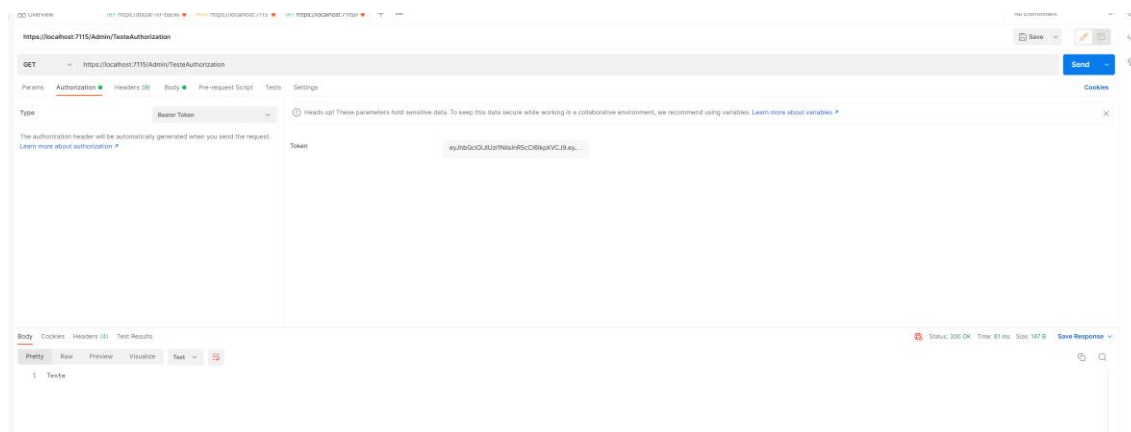 Overview
No Environment
https://localhost:7115/Admin/TesteAuthorization
Save
GET https://localhost:7115/Admin/TesteAuthorization
Send
Params Authorization Headers (9) Body Pre-request Script Tests Settings
Cookies
Type Bearer Token
Heads up! These parameters hold sensitive data. To keep this data secure while working in a collaborative environment, we recommend using variables. Learn more about variables
The authorization header will be automatically generated when you send the request.
Learn more about authorization
Token
Body Cookies Headers (4) Test Results
Status: 200 OK Time: 61 ms Size: 147 B Save Response
Pretty Raw Preview Visualize Text
1 Teste